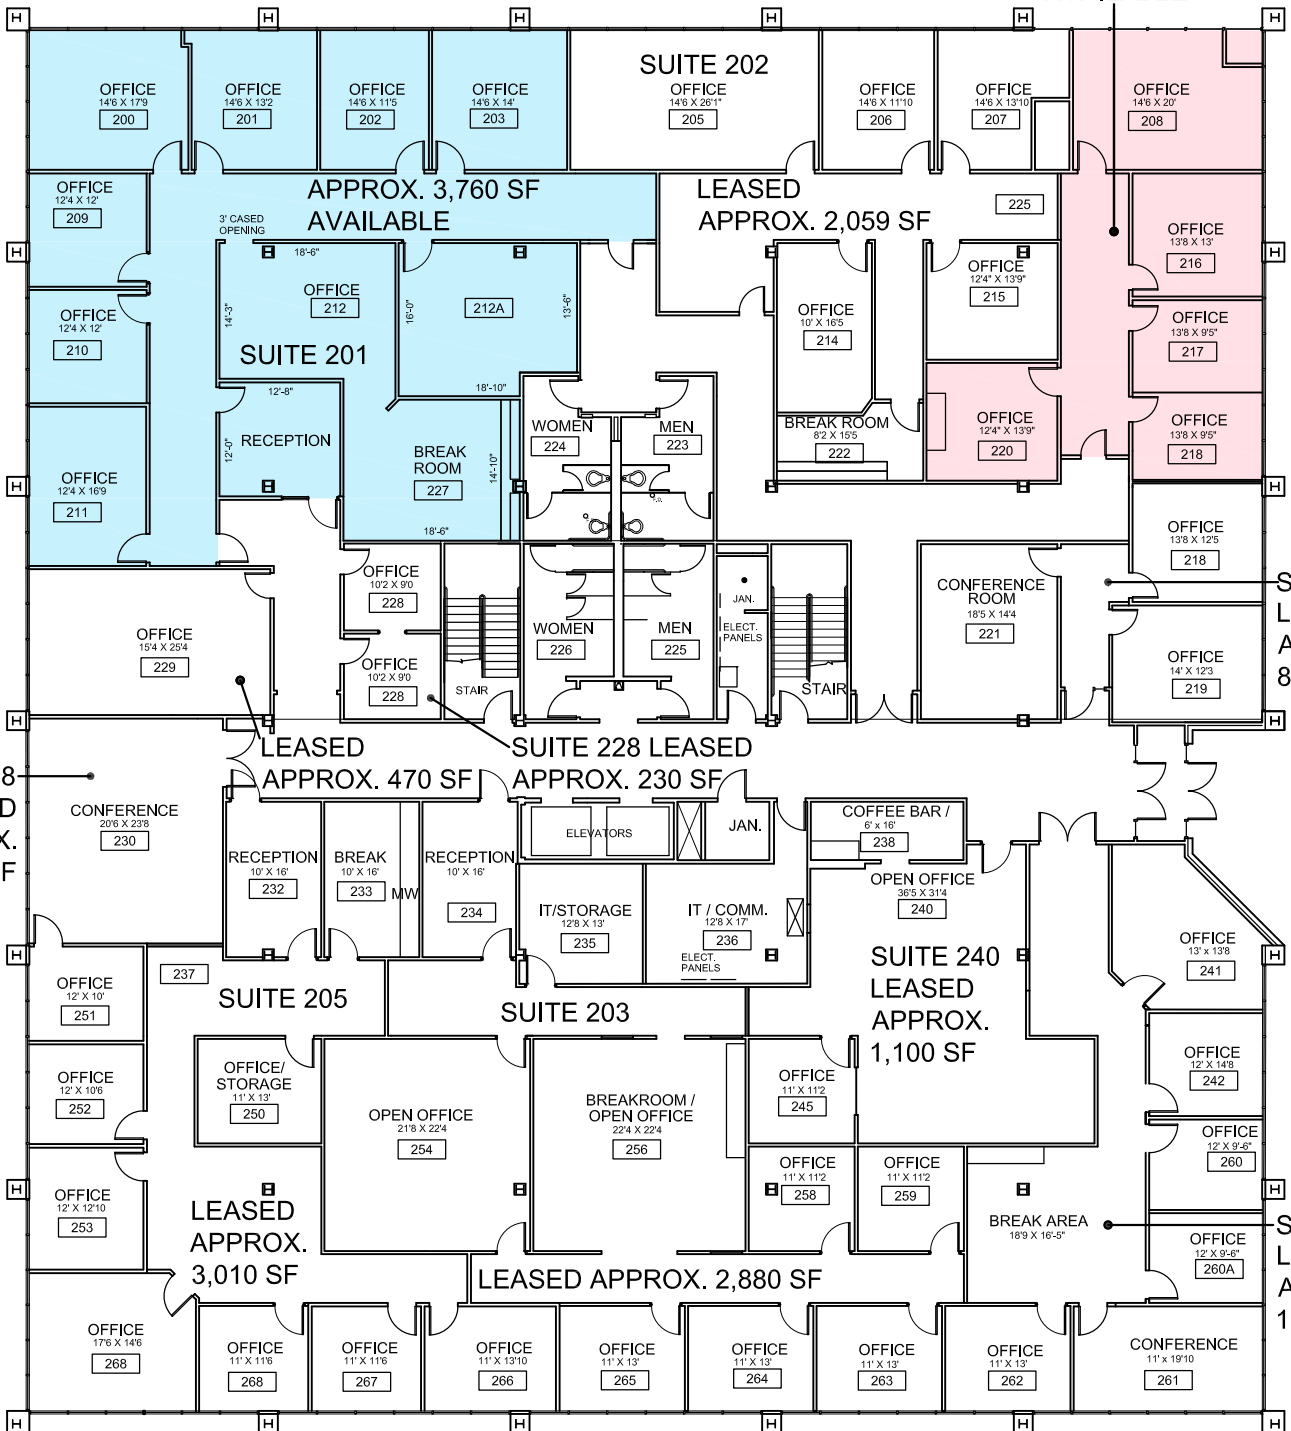 SUITE 202
OFFICE
14'6 X 17'9
200
OFFICE
14'6 X 13'2
201
OFFICE
14'6 X 11'5
202
OFFICE
14'6 X 14'
203
OFFICE
14'6 X 26'1"
205
OFFICE
14'6 X 11'10
206
OFFICE
14'6 X 13'10
207
OFFICE
14'6 X 20'
208
OFFICE
12'4 X 12'
209
APPROX. 3,760 SF
AVAILABLE
3' CASED
OPENING
LEASED
APPROX. 2,059 SF
225
OFFICE
13'8 X 13'
216
18'-6"
OFFICE
212
14'-3"
16'-0"
212A
13'-6"
18'-10"
OFFICE
12'4" X 13'9"
215
OFFICE
10' X 16'5
214
OFFICE
12'4 X 12'
210
SUITE 201
OFFICE
13'8 X 9'5"
217
12'-8"
RECEPTION
12'-0"
BREAK
ROOM
227
14'-10"
18'-6"
WOMEN
224
MEN
223
F.D.
BREAK ROOM
8'2 X 15'5
222
OFFICE
12'4" X 13'9"
220
OFFICE
13'8 X 9'5"
218
OFFICE
12'4 X 16'9
211
OFFICE
13'8 X 12'5
218
OFFICE
10'2 X 9'0
228
CONFERENCE
ROOM
18'5 X 14'4
221
S
L
A
8
OFFICE
15'4 X 25'4
229
OFFICE
10'2 X 9'0
228
STAIR
WOMEN
226
MEN
225
JAN.
ELECT.
PANELS
STAIR
OFFICE
14' X 12'3
219
LEASED
APPROX. 470 SF
SUITE 228 LEASED
APPROX. 230 SF
8
D
X.
F
CONFERENCE
20'6 X 23'8
230
RECEPTION
10' X 16'
232
BREAK
10' X 16'
233
MW
RECEPTION
10' X 16'
234
ELEVATORS
JAN.
COFFEE BAR /
6' x 16'
238
OPEN OFFICE
36'5 X 31'4
240
IT/STORAGE
12'8 X 13'
235
IT / COMM.
12'8 X 17'
236
ELECT.
PANELS
SUITE 240
LEASED
APPROX.
1,100 SF
OFFICE
13' x 13'8
241
237
SUITE 205
SUITE 203
OFFICE
12' X 10'
251
OFFICE
12' X 10'6
252
OFFICE/
STORAGE
11' X 13'
250
OPEN OFFICE
21'8 X 22'4
254
BREAKROOM /
OPEN OFFICE
22'4 X 22'4
256
OFFICE
11' X 11'2
245
OFFICE
12' X 14'8
242
OFFICE
12' X 9'-6"
260
OFFICE
11' X 11'2
258
OFFICE
11' X 11'2
259
OFFICE
12' X 12'10
253
LEASED
APPROX.
3,010 SF
BREAK AREA
18'9 X 16'-5"
OFFICE
12' X 9'-6"
260A
S
L
A
1
LEASED APPROX. 2,880 SF
OFFICE
17'6 X 14'6
268
OFFICE
11' X 11'6
268
OFFICE
11' X 11'6
267
OFFICE
11' X 13'10
266
OFFICE
11' X 13'
265
OFFICE
11' X 13'
264
OFFICE
11' X 13'
263
OFFICE
11' X 13'
262
CONFERENCE
11' x 19'10
261